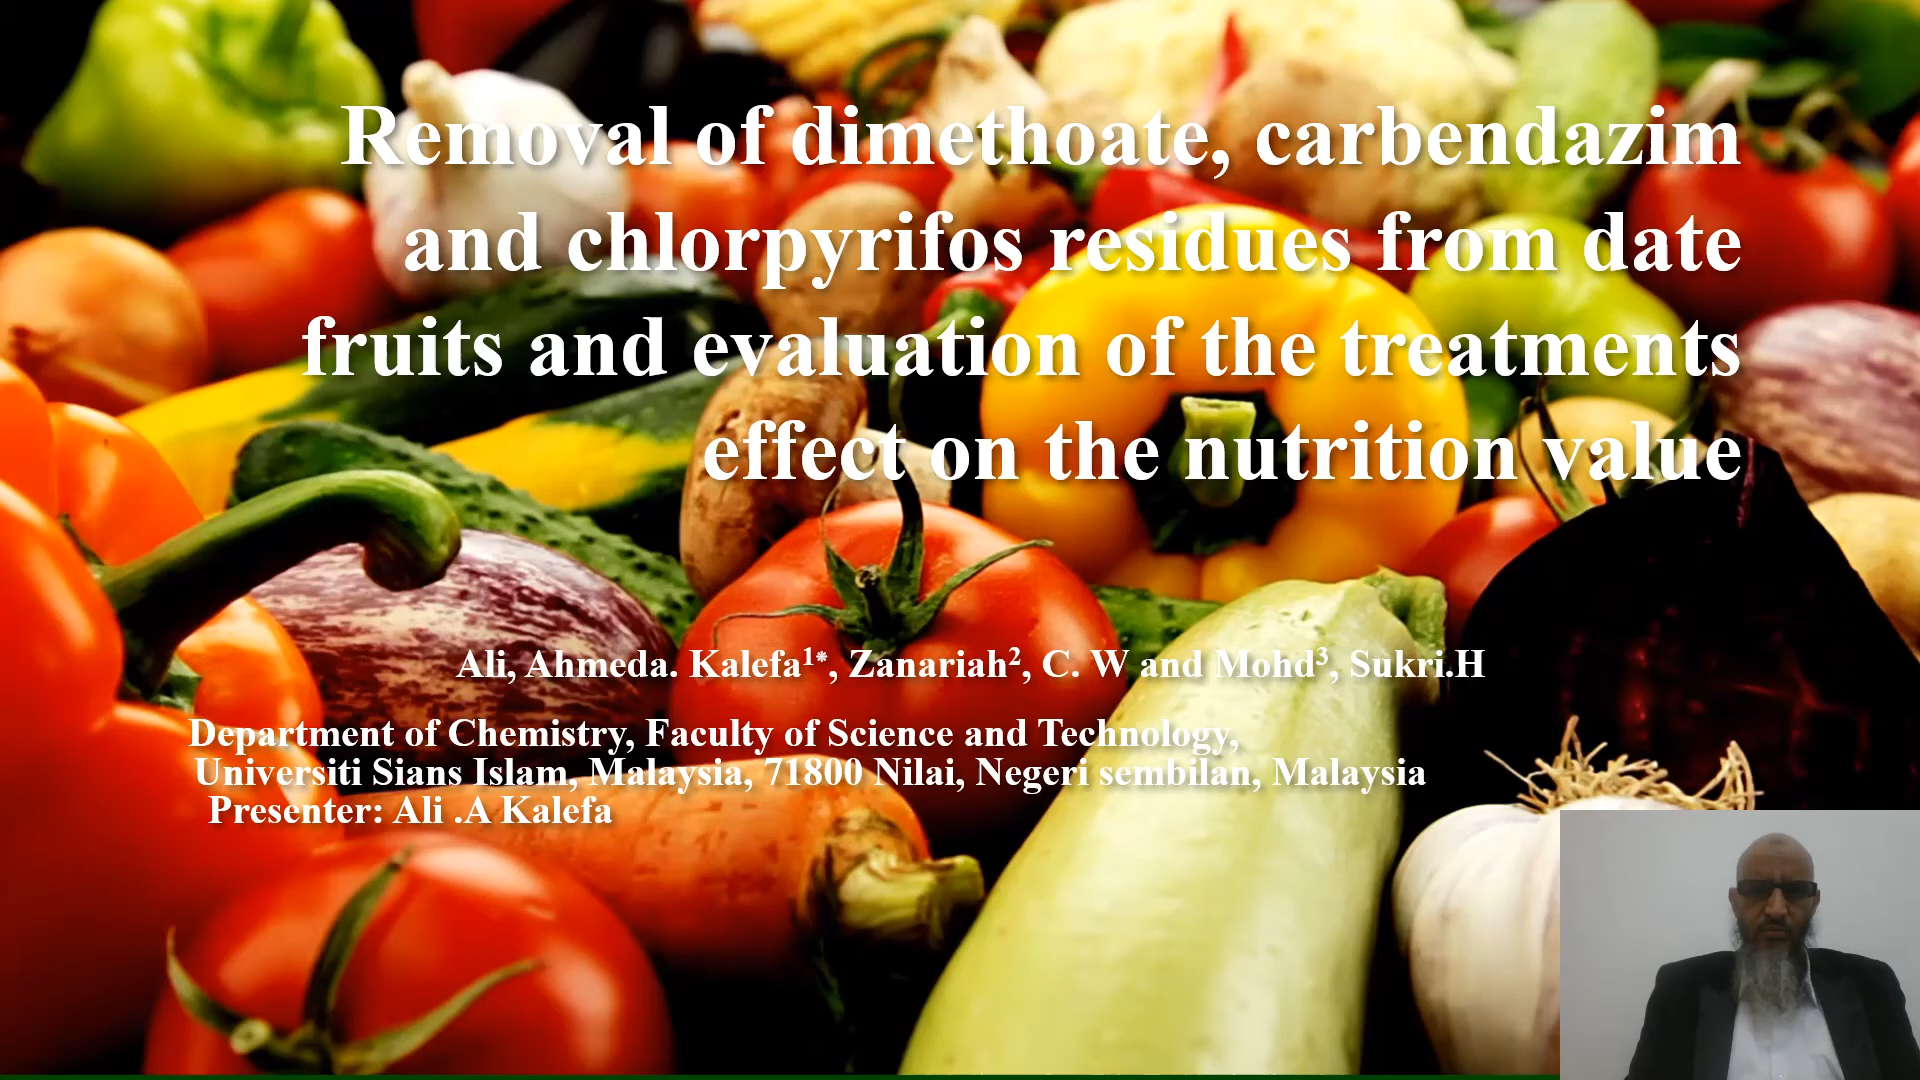 Removal of dimethoate, carbendazim
and chlorpyrifos residues from date
fruits and evaluation of the treatments
effect on the nutrition value
Ali, Ahmeda. Kalefa¹*, Zanariah², C. W and Mohd³, Sukri.H
Department of Chemistry, Faculty of Science and Technology,
Universiti Sians Islam, Malaysia, 71800 Nilai, Negeri sembilan, Malaysia
Presenter: Ali .A Kalefa